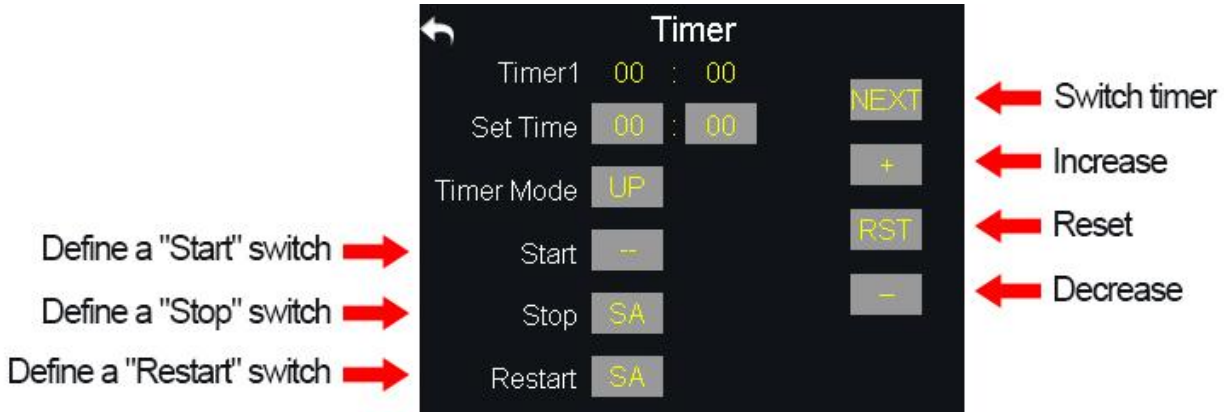 Timer
Timer1 00 : 00
NEXT
Switch timer
Set Time 00 : 00
+
Increase
Timer Mode UP
RST
Reset
Define a "Start" switch
Start --
–
Decrease
Define a "Stop" switch
Stop SA
Define a "Restart" switch
Restart SA